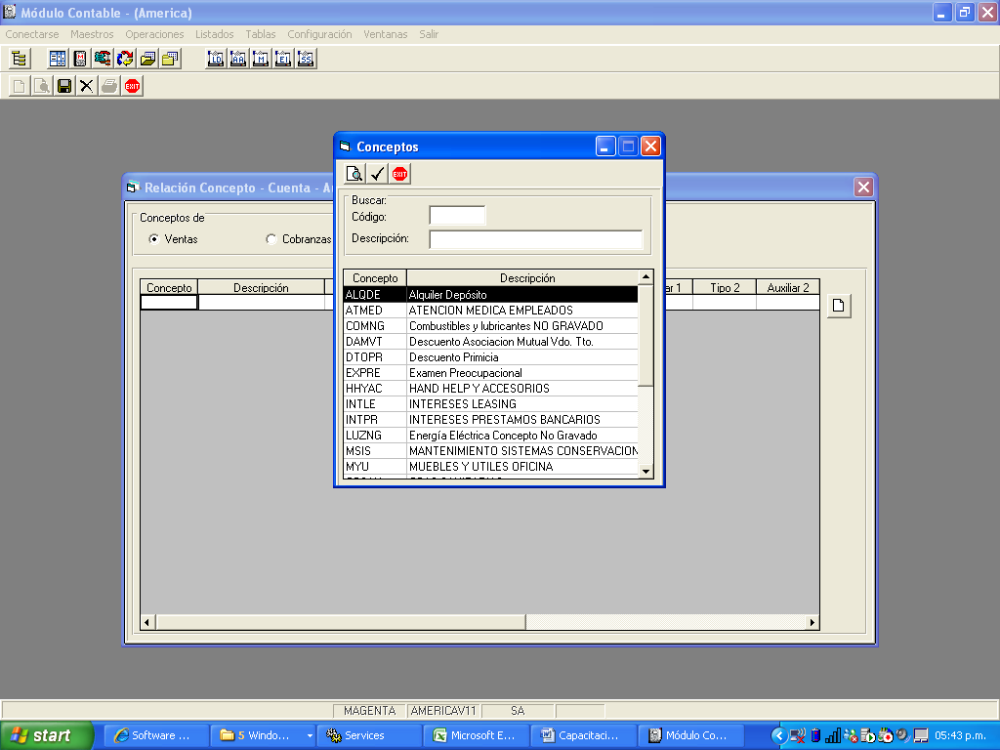 Módulo Contable - (America)
Conectarse Maestros Operaciones Listados Tablas Configuración Ventanas Salir
LD AA M EI SS
EXIT
Conceptos
Relación Concepto - Cuenta - A
EXIT
Buscar:
Código:
Descripción:
Conceptos de
Ventas Cobranzas
Concepto Descripción
ar 1 Tipo 2 Auxiliar 2
Concepto Descripción
ALQDE Alquiler Depósito
ATMED ATENCION MEDICA EMPLEADOS
COMNG Combustibles y lubricantes NO GRAVADO
DAMVT Descuento Asociacion Mutual Vdo. Tto.
DTOPR Descuento Primicia
EXPRE Examen Preocupacional
HHYAC HAND HELP Y ACCESORIOS
INTLE INTERESES LEASING
INTPR INTERESES PRESTAMOS BANCARIOS
LUZNG Energía Eléctrica Concepto No Gravado
MSIS MANTENIMIENTO SISTEMAS CONSERVACION
MYU MUEBLES Y UTILES OFICINA
MAGENTA AMERICAV11 SA
start Software ... 5 Windo... Services Microsoft E... Capacitaci... Módulo Co... 05:43 p.m.